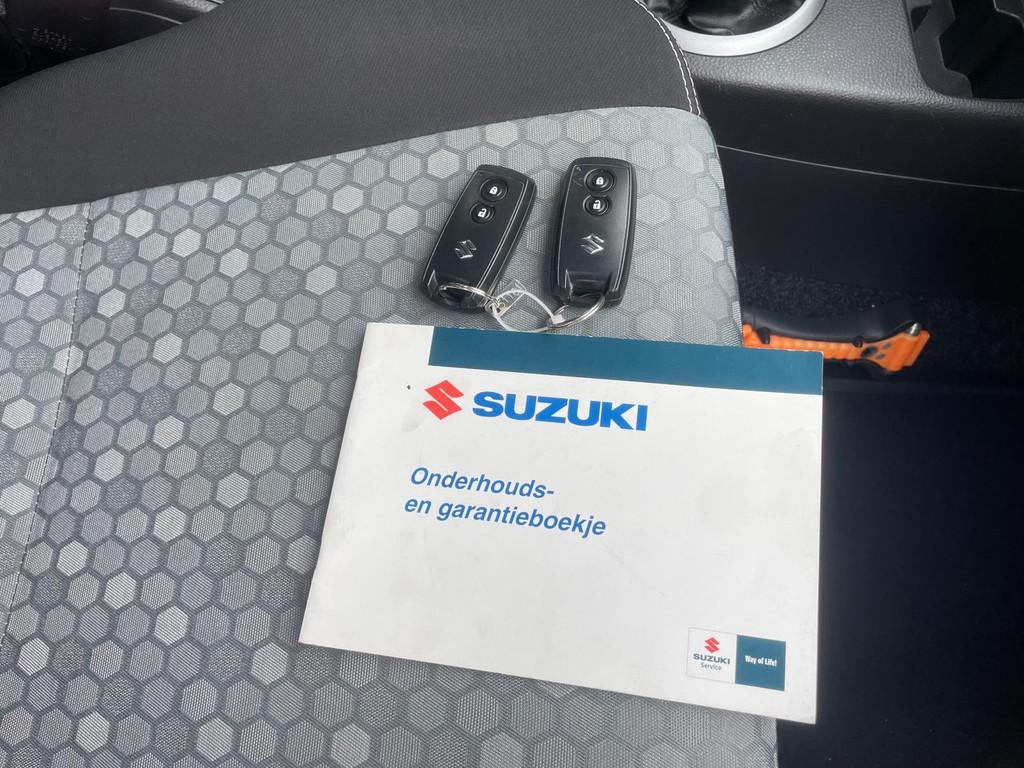 SUZUKI
Onderhouds-
en garantieboekje
SUZUKI
Service
Way of Life!